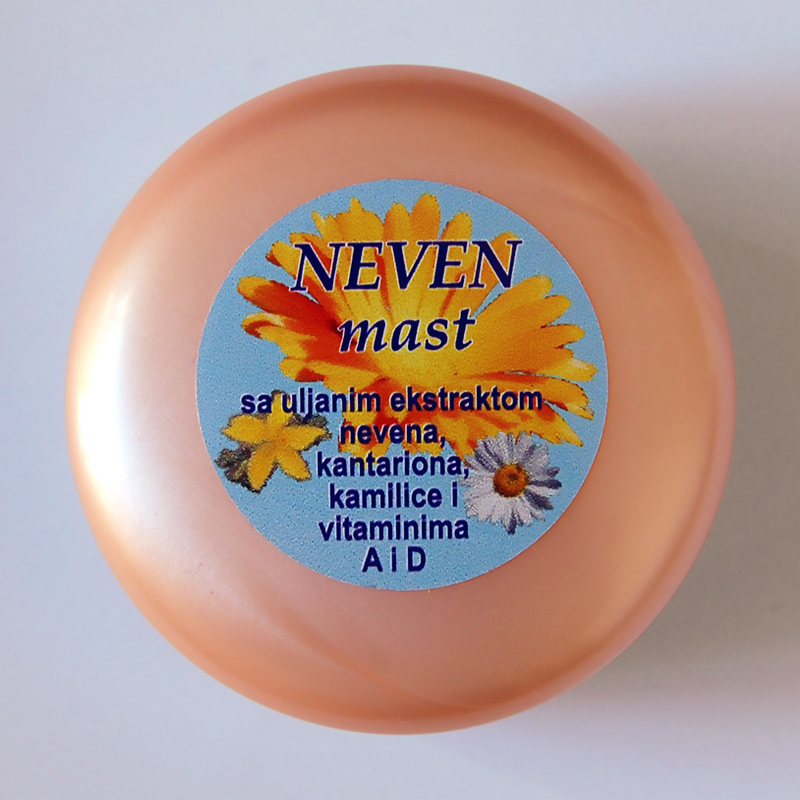 NEVEN
mast
sa uljanim ekstraktom
nevena,
kantariona,
kamilice i
vitaminima
A i D